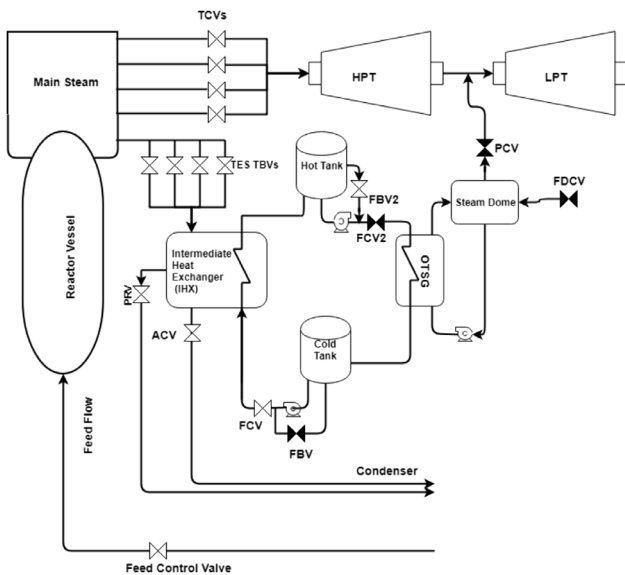 TCVs
Main Steam
HPT
LPT
PCV
TES TBVs
Hot Tank
FBV2
FDCV
Steam Dome
FCV2
Reactor Vessel
Intermediate
Heat
Exchanger
(IHX)
OTSG
PRV
ACV
Cold
Tank
FCV
FBV
Feed Flow
Condenser
Feed Control Valve
C
C